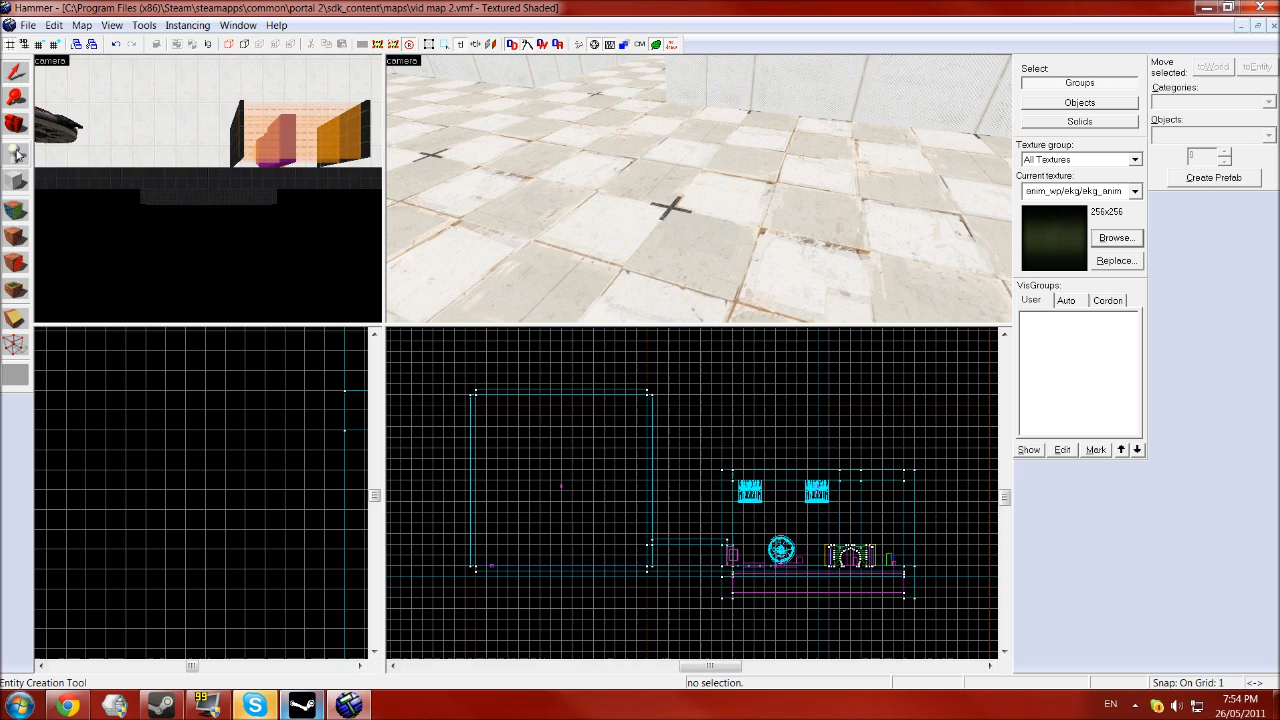 Hammer - [C:\Program Files (x86)\Steam\steamapps\common\portal 2\sdk_content\maps\vid map 2.vmf - Textured Shaded]
File Edit Map View Tools Instancing Window Help
CM
camera
camera
Select
Groups
Objects
Solids
Texture group:
All Textures
Current texture:
anim_wp/ekg/ekg_anim
256x256
Browse...
Replace...
VisGroups:
User Auto Cordon
Show Edit Mark
Move
selected:
toWorld toEntity
Categories:
Objects:
0
Create Prefab
Entity Creation Tool
no selection.
Snap: On Grid: 1 <->
99
EN
7:54 PM
26/05/2011